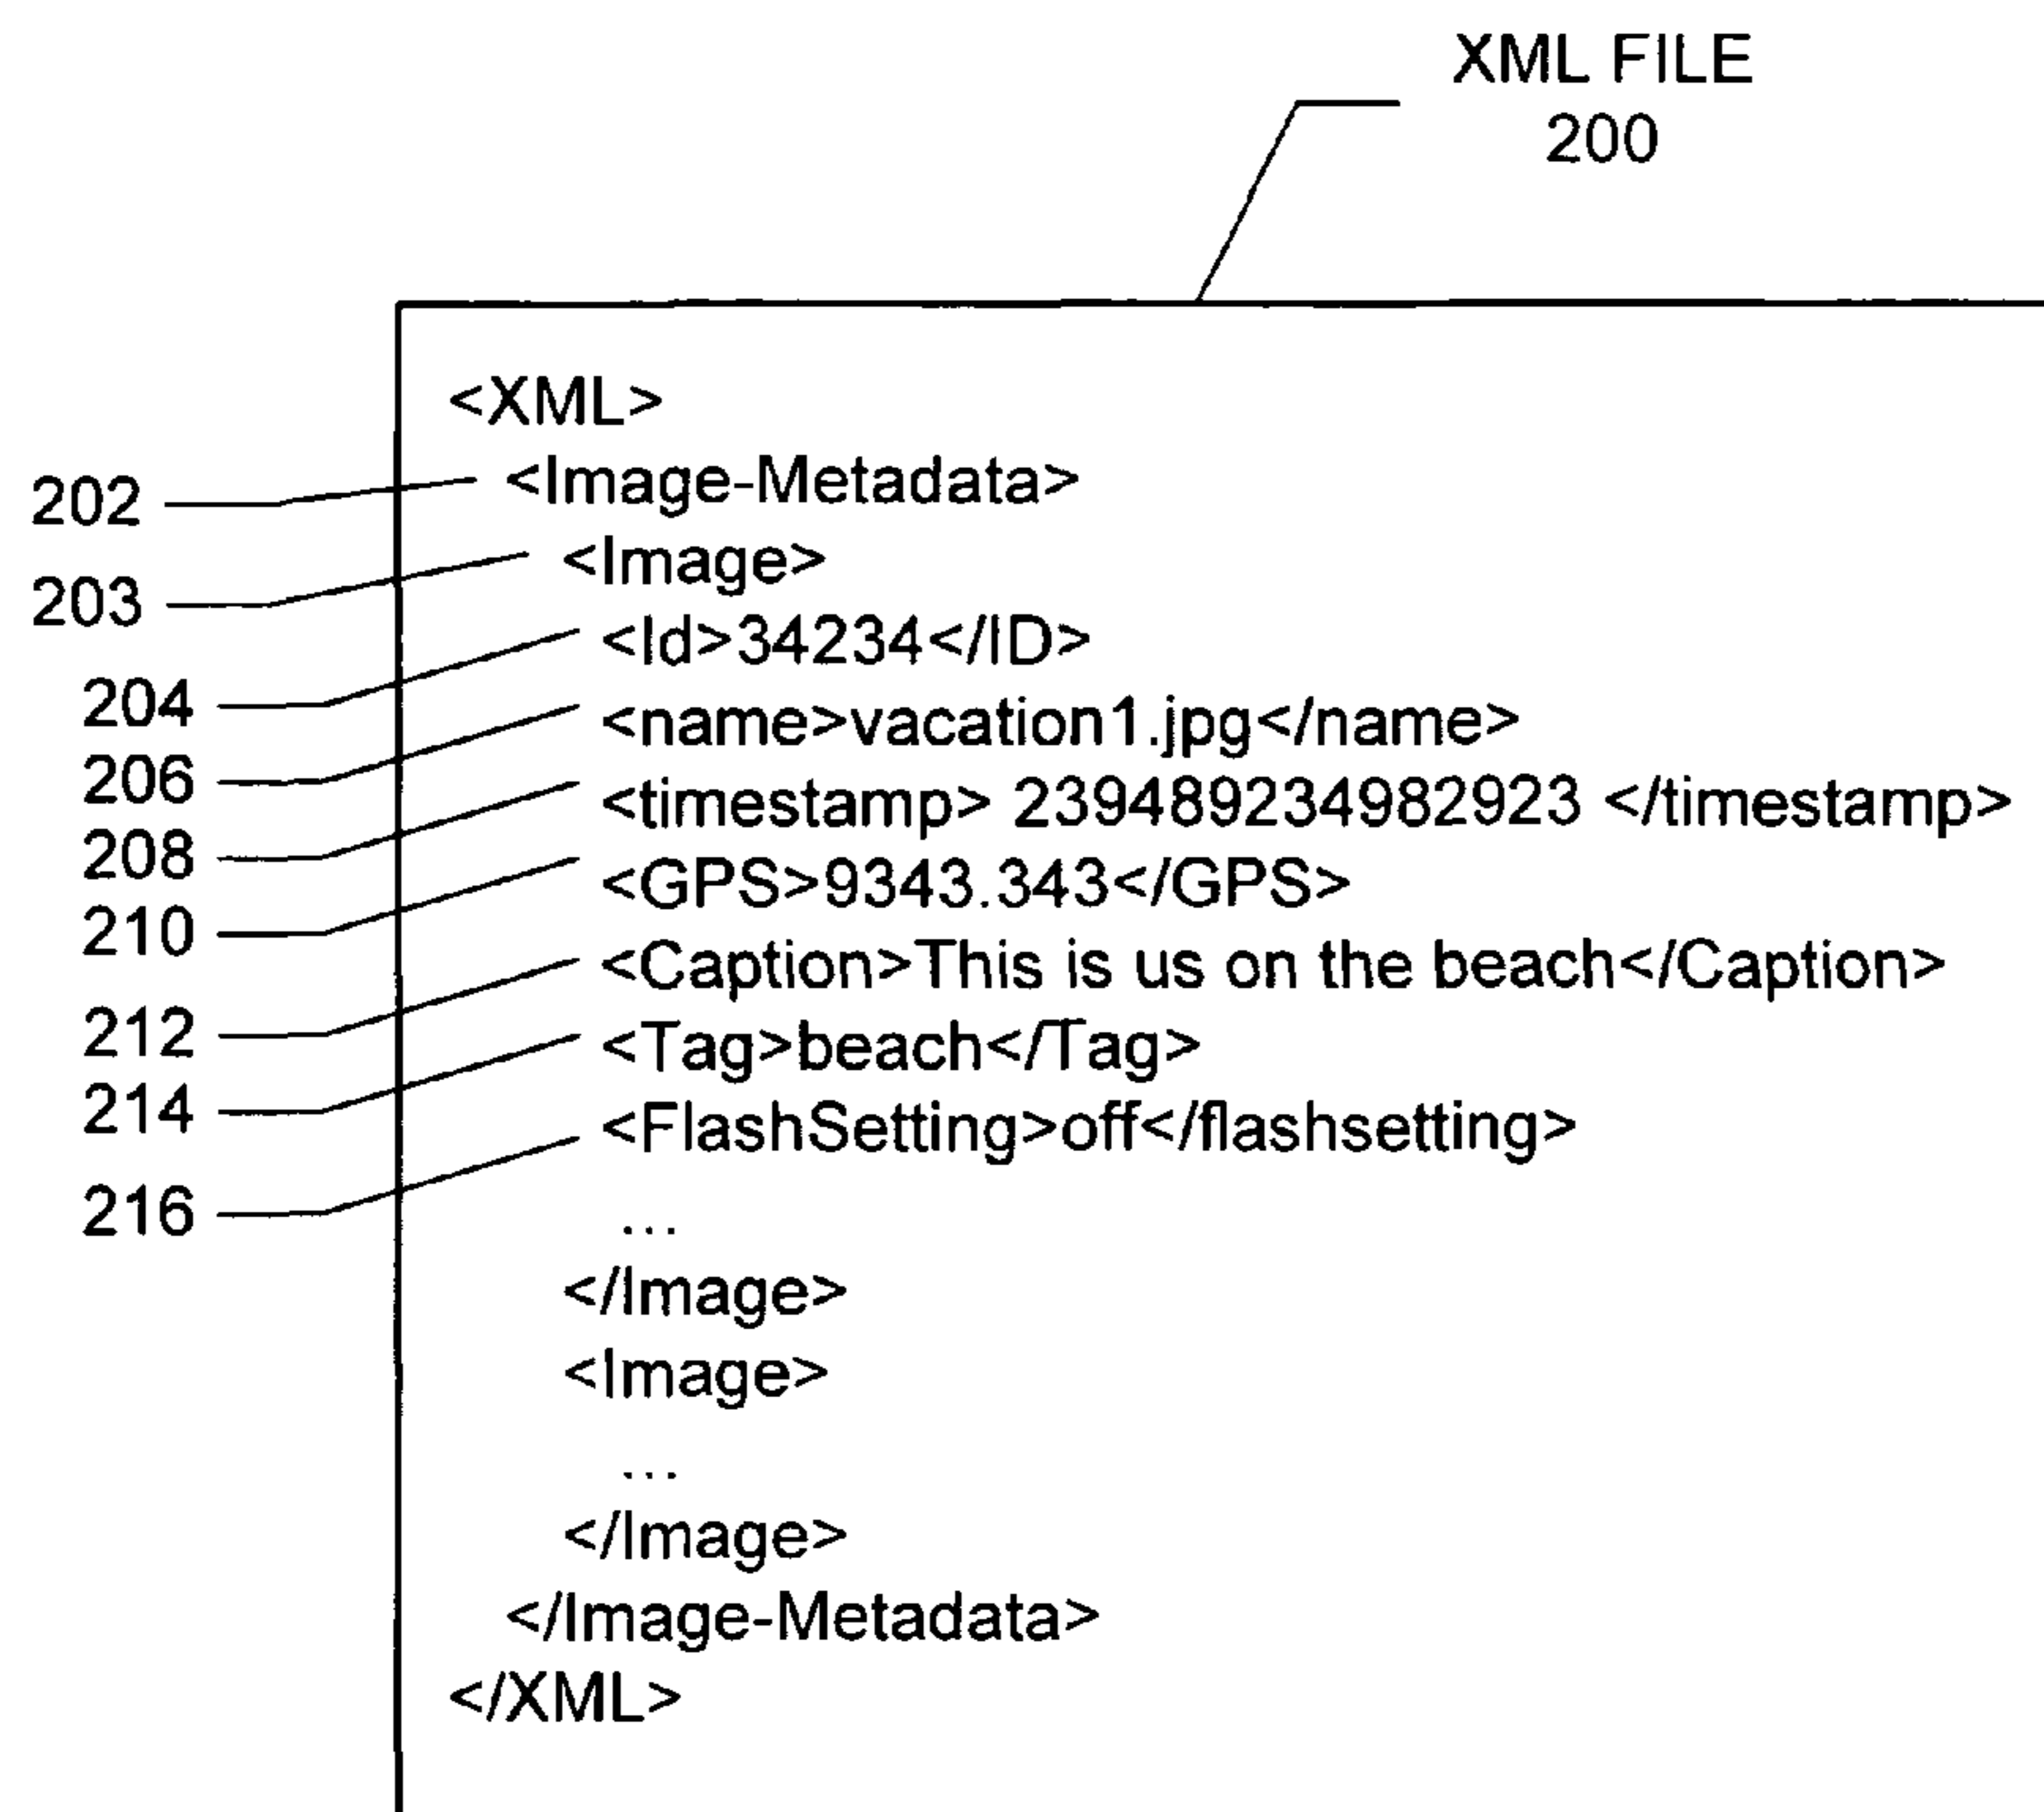 XML FILE
200
<XML>
202 <Image-Metadata>
203 <Image>
204 <Id>34234</ID>
206 <name>vacation1.jpg</name>
208 <timestamp> 239489234982923 </timestamp>
210 <GPS>9343.343</GPS>
212 <Caption>This is us on the beach</Caption>
214 <Tag>beach</Tag>
216 <FlashSetting>off</flashsetting>
...
</Image>
<Image>
...
</Image>
</Image-Metadata>
</XML>